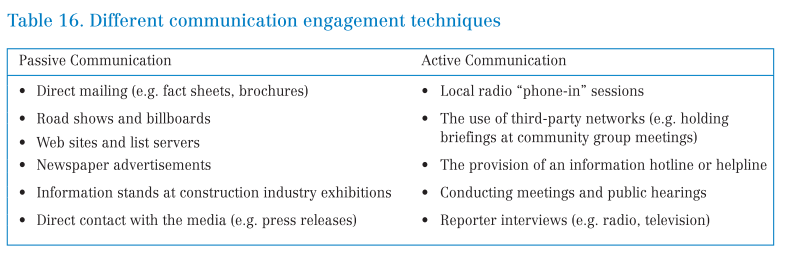 Table 16. Different communication engagement techniques
Passive Communication
• Direct mailing (e.g. fact sheets, brochures)
• Road shows and billboards
• Web sites and list servers
• Newspaper advertisements
• Information stands at construction industry exhibitions
• Direct contact with the media (e.g. press releases)
Active Communication
• Local radio “phone-in” sessions
• The use of third-party networks (e.g. holding
briefings at community group meetings)
• The provision of an information hotline or helpline
• Conducting meetings and public hearings
• Reporter interviews (e.g. radio, television)